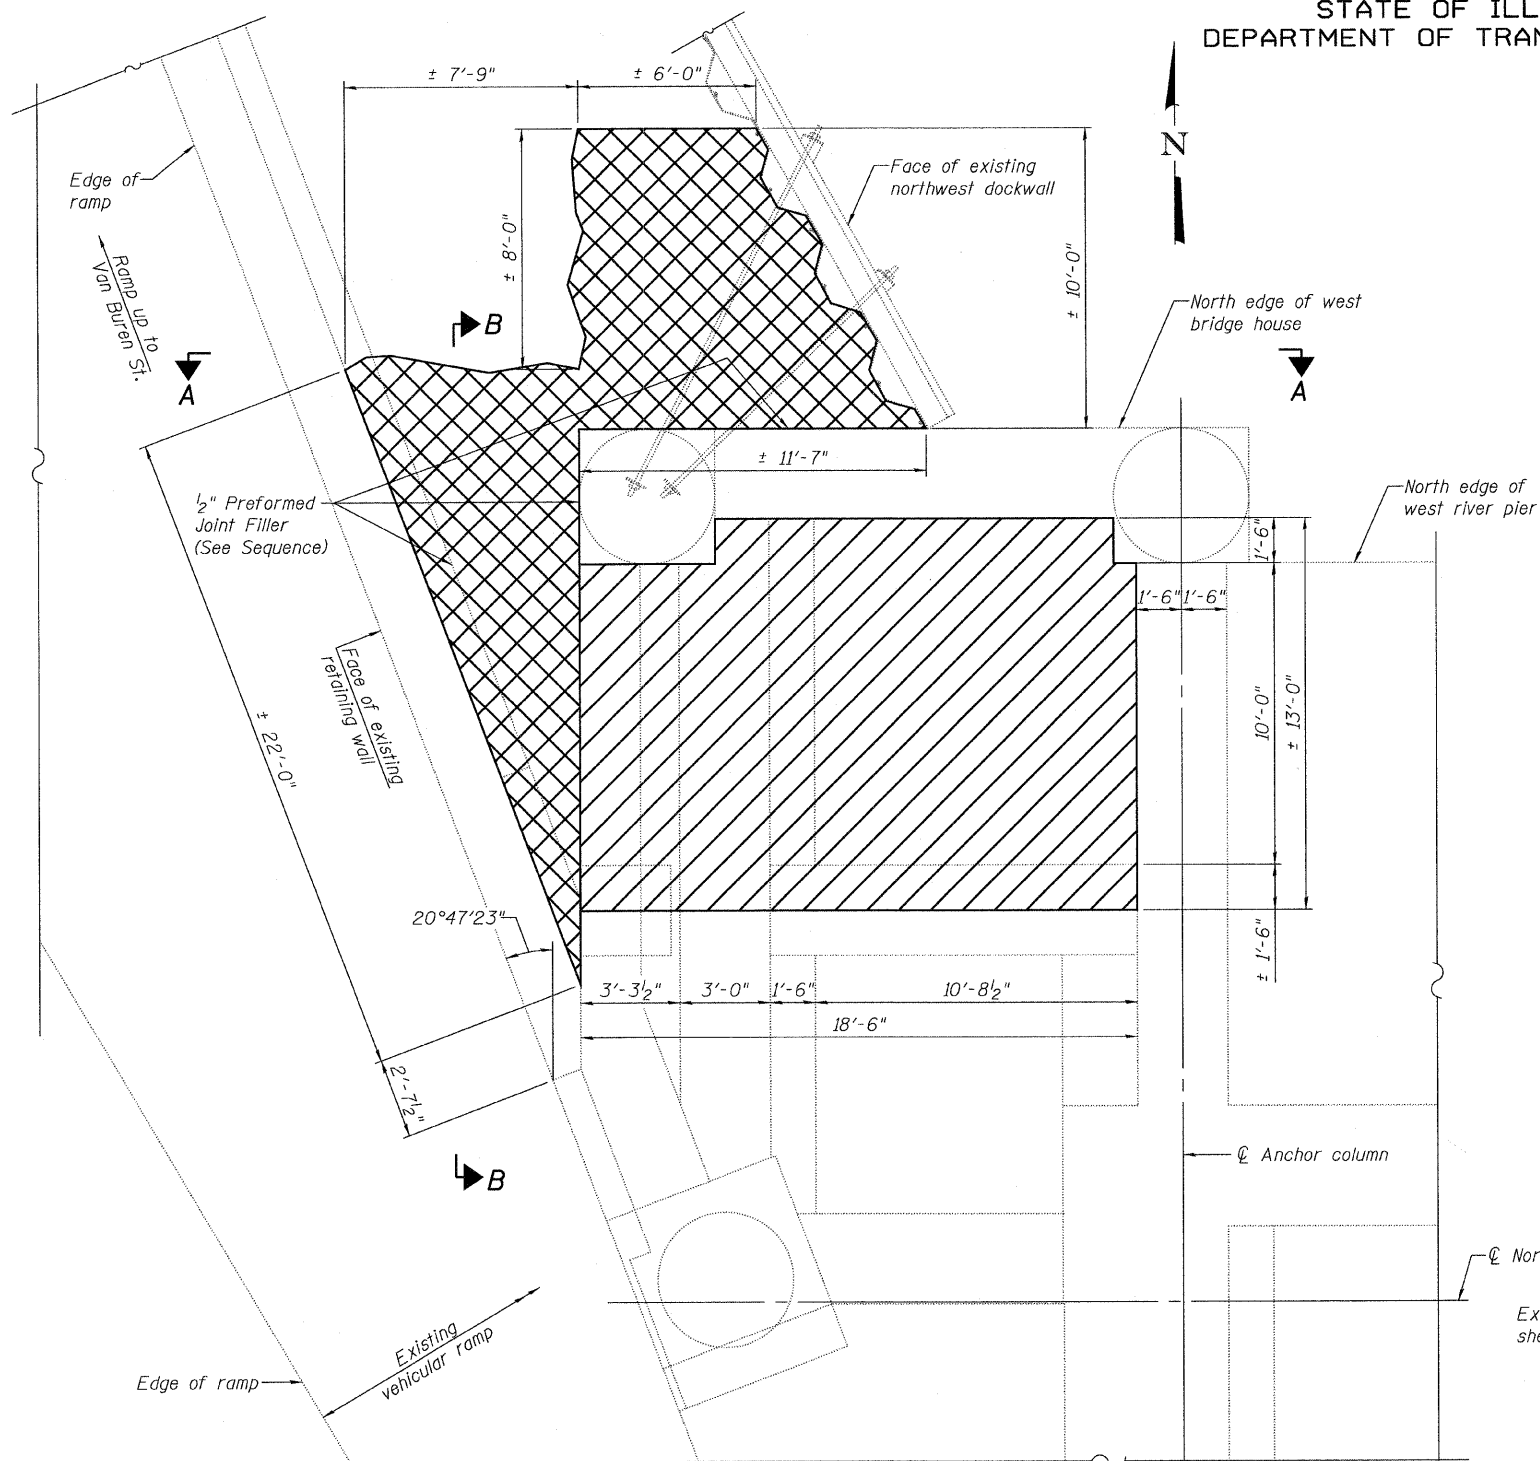 STATE OF ILL
DEPARTMENT OF TRAN
± 7'-9"
± 6'-0"
N
Edge of
ramp
Face of existing
northwest dockwall
± 8'-0"
± 10'-0"
Ramp up to
Van Buren St.
B
North edge of west
bridge house
A
A
± 11'-7"
½" Preformed
Joint Filler
(See Sequence)
North edge of
west river pier
1'-6"
1'-6"
1'-6"
Face of existing
retaining wall
10'-0"
± 13'-0"
± 22'-0"
20°47'23"
± 1'-6"
3'-3½"
3'-0"
1'-6"
10'-8½"
18'-6"
2'-7½"
B
℄ Anchor column
℄ Nor
Existing
vehicular ramp
Ex
she
Edge of ramp